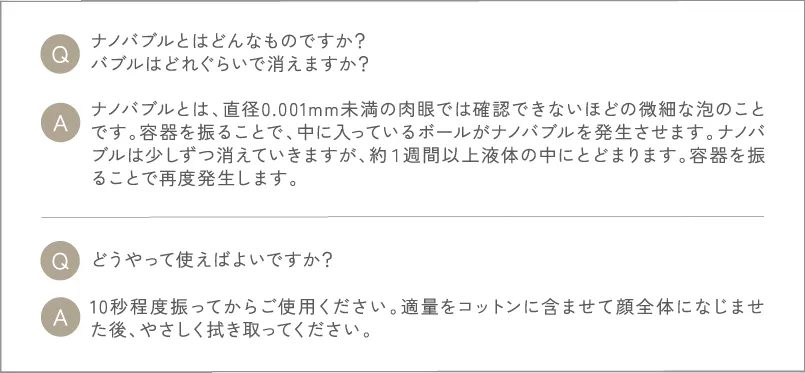 Q
ナノバブルとはどんなものですか？
バブルはどれぐらいで消えますか？
A
ナノバブルとは、直径0.001mm未満の肉眼では確認できないほどの微細な泡のこと
です。容器を振ることで、中に入っているボールがナノバブルを発生させます。ナノバ
ブルは少しずつ消えていきますが、約1週間以上液体の中にとどまります。容器を振
ることで再度発生します。
Q
どうやって使えばよいですか？
A
10秒程度振ってからご使用ください。適量をコットンに含ませて顔全体になじませ
た後、やさしく拭き取ってください。